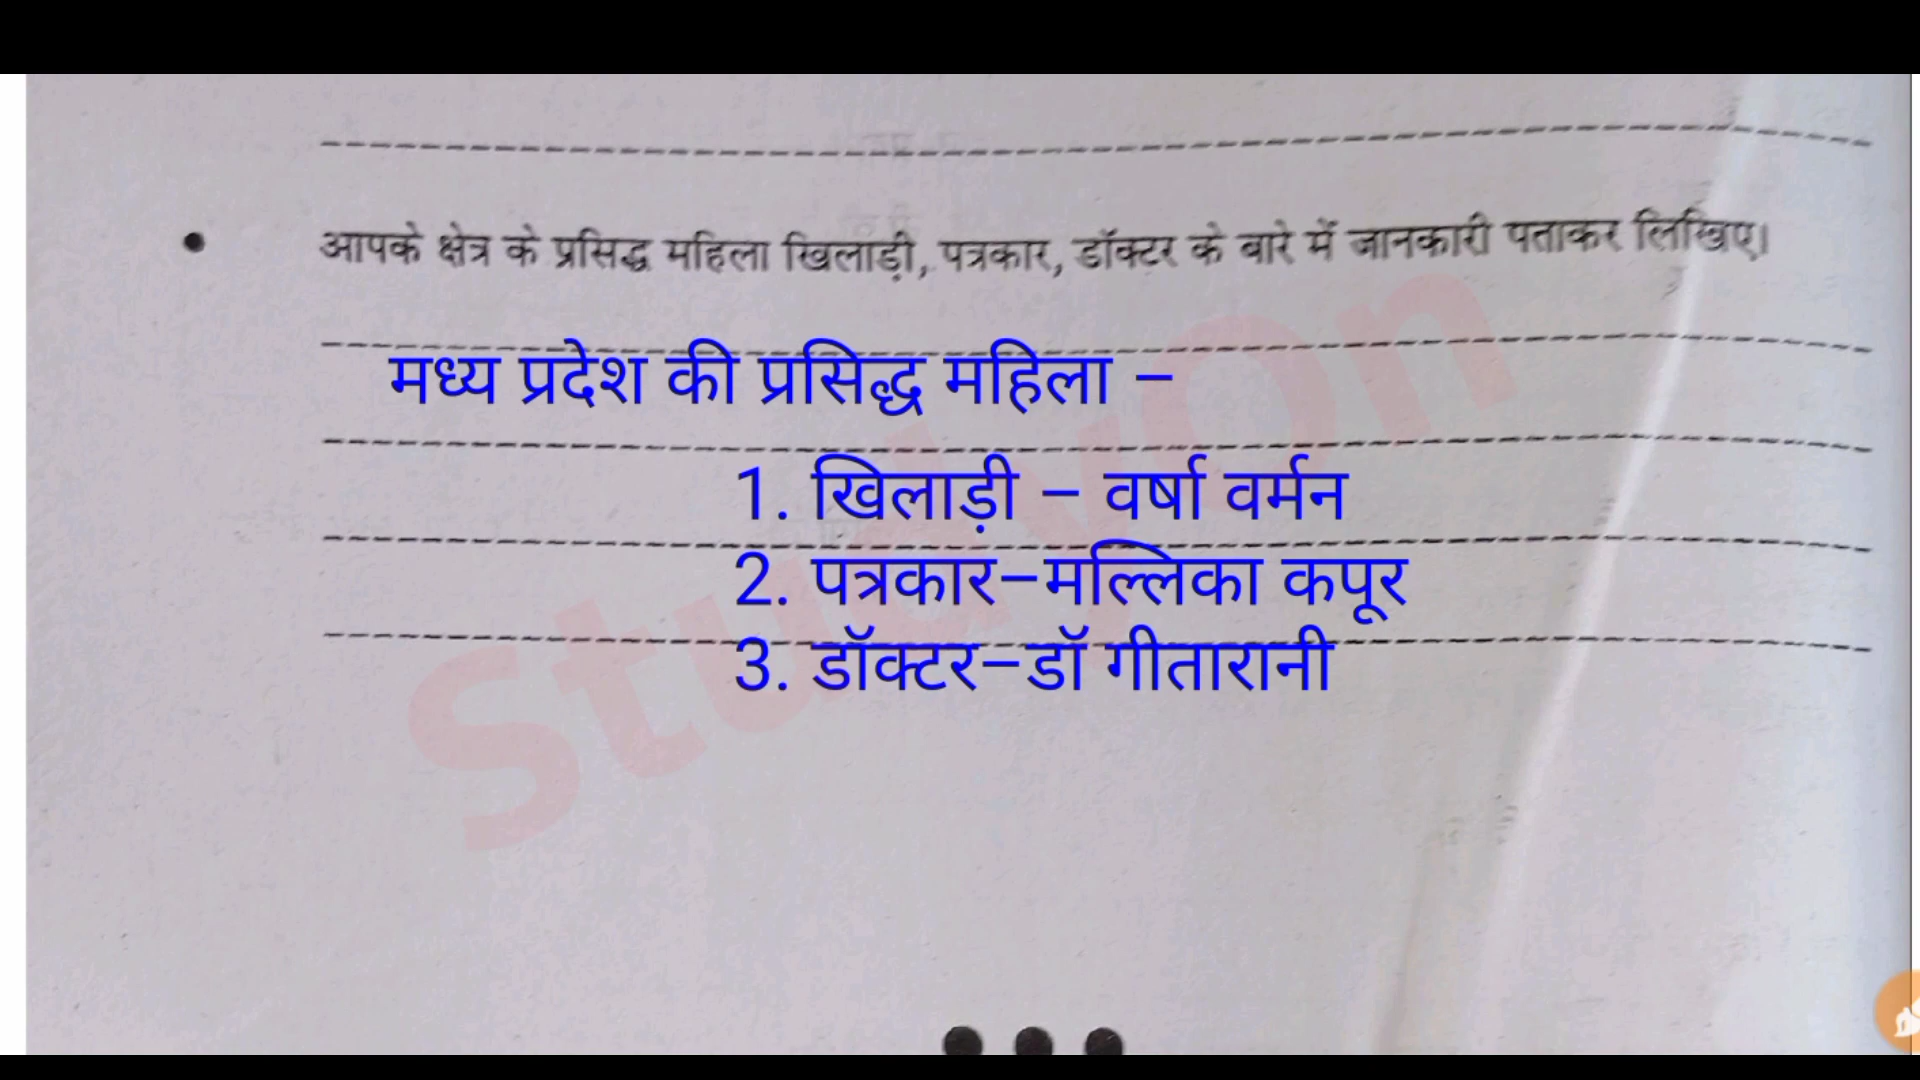 आपके क्षेत्र के प्रसिद्ध महिला खिलाड़ी, पत्रकार, डॉक्टर के बारे में जानकारी पताकर लिखिए।
मध्य प्रदेश की प्रसिद्ध महिला –
1. खिलाड़ी – वर्षा वर्मन
2. पत्रकार–मल्लिका कपूर
3. डॉक्टर–डॉ गीतारानी
studyon